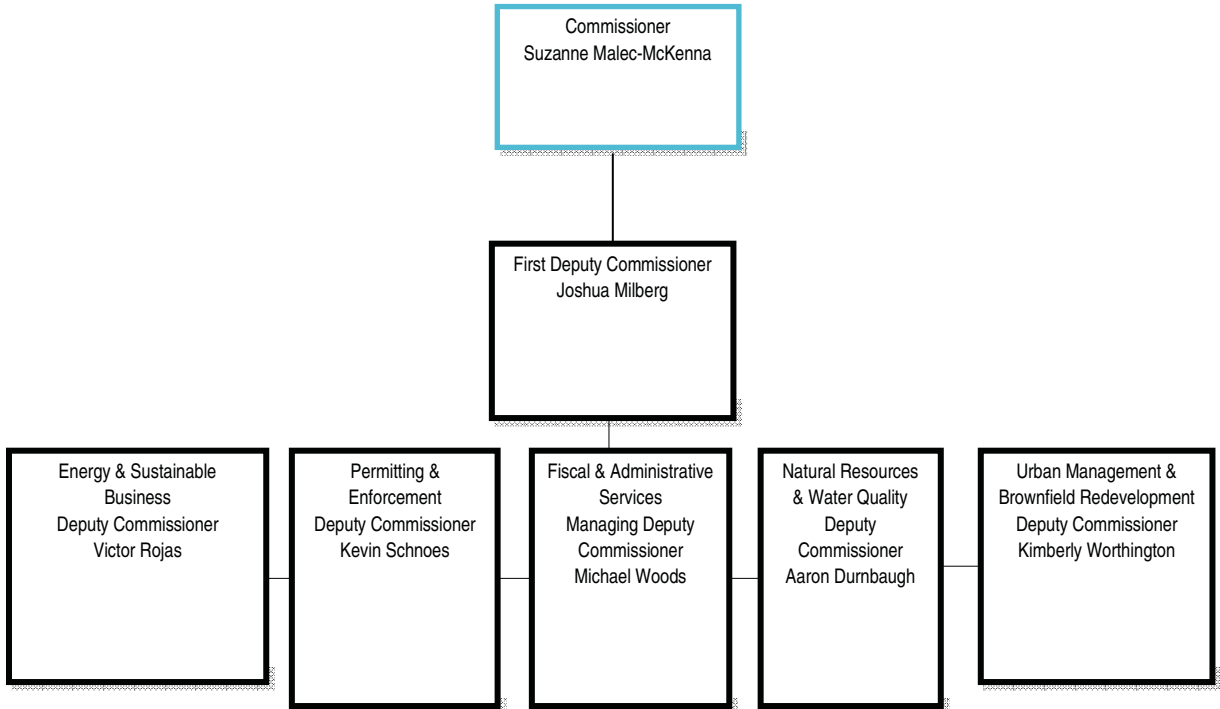 Commissioner
Suzanne Malec-McKenna
First Deputy Commissioner
Joshua Milberg
Energy & Sustainable
Business
Deputy Commissioner
Victor Rojas
Permitting &
Enforcement
Deputy Commissioner
Kevin Schnoes
Fiscal & Administrative
Services
Managing Deputy
Commissioner
Michael Woods
Natural Resources
& Water Quality
Deputy
Commissioner
Aaron Durnbaugh
Urban Management &
Brownfield Redevelopment
Deputy Commissioner
Kimberly Worthington